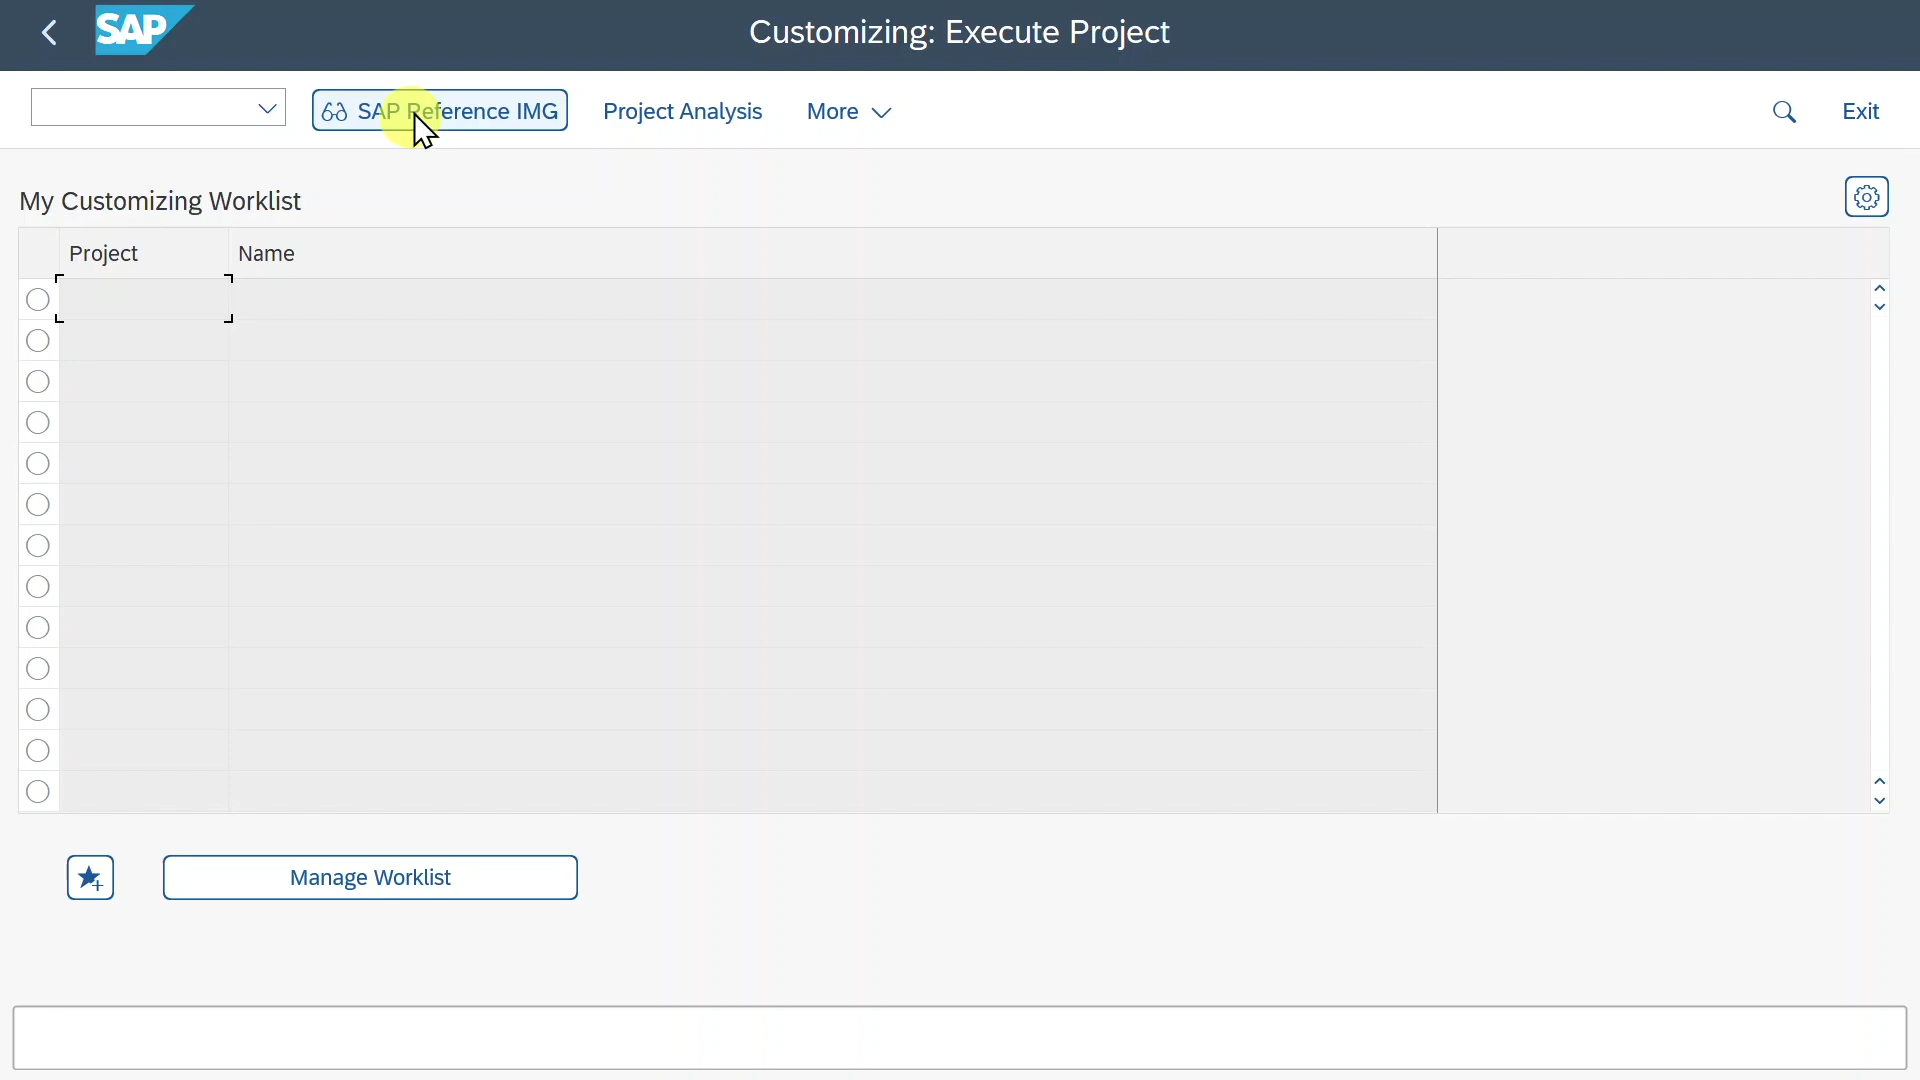 SAP
Customizing: Execute Project
SAP Reference IMG
Project Analysis
More
Exit
My Customizing Worklist
Project
Name
Manage Worklist